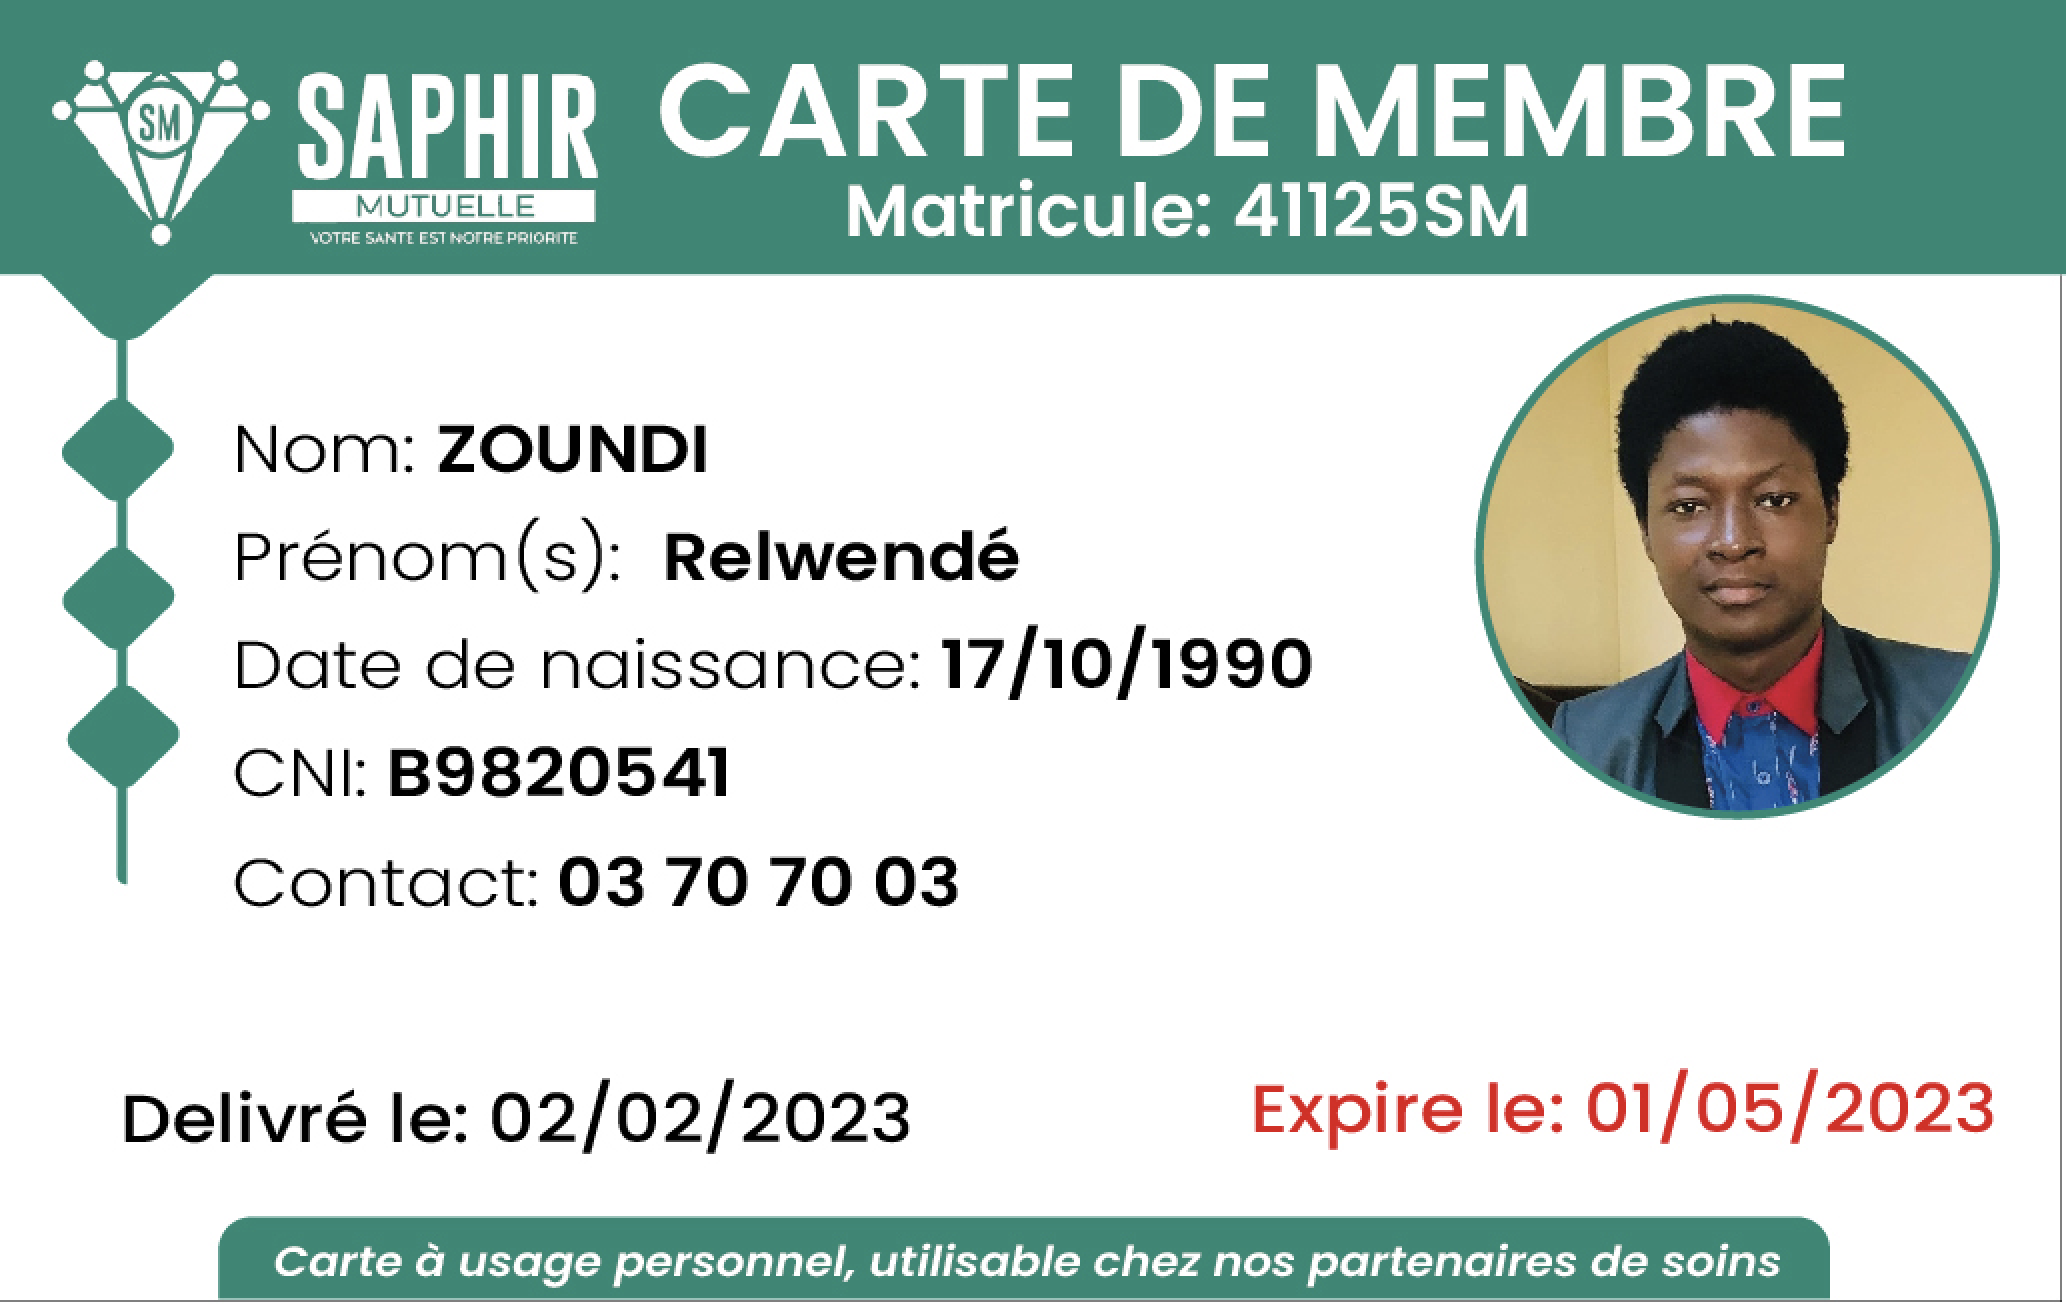 SM
SAPHIR
MUTUELLE
VOTRE SANTE EST NOTRE PRIORITE
CARTE DE MEMBRE
Matricule: 41125SM
Nom: ZOUNDI
Prénom(s): Relwendé
Date de naissance: 17/10/1990
CNI: B9820541
Contact: 03 70 70 03
Delivré le: 02/02/2023
Expire le: 01/05/2023
Carte à usage personnel, utilisable chez nos partenaires de soins